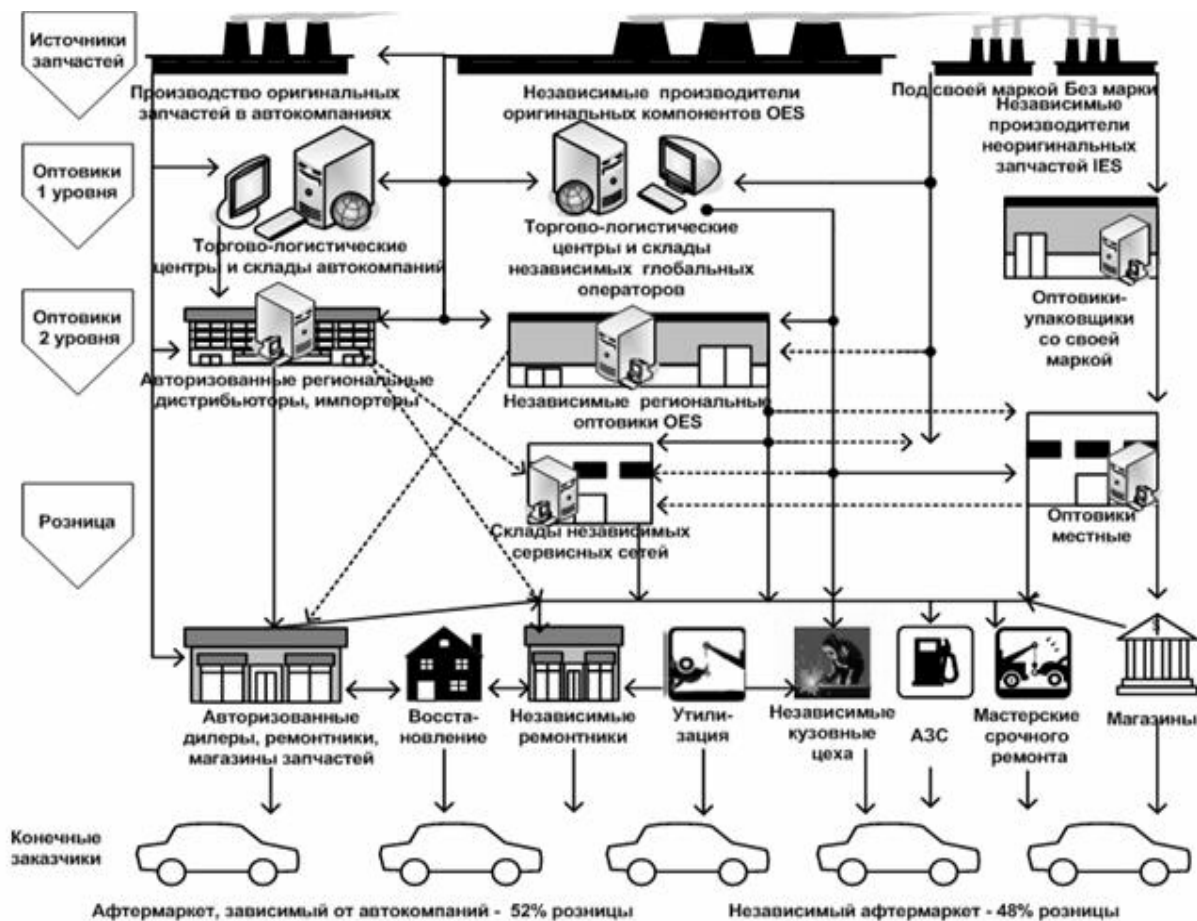 Источники
запчастей
Производство оригинальных
запчастей в автокомпаниях
Независимые производители
оригинальных компонентов OES
Под своей маркой Без марки
Независимые
производители
неоригинальных
запчастей IES
Оптовики
1 уровня
Торгово-логистические
центры и склады автокомпаний
Торгово-логистические
центры и склады
независимых глобальных
операторов
Оптовики-
упаковщики
со своей
маркой
Оптовики
2 уровня
Авторизованные региональные
дистрибьюторы, импортеры
Независимые региональные
оптовики OES
Розница
Склады независимых
сервисных сетей
Оптовики
местные
Авторизованные
дилеры, ремонтники,
магазины запчастей
Восста-
новление
Независимые
ремонтники
Утили-
зация
Независимые
кузовные
цеха
АЗС
Мастерские
срочного
ремонта
Магазины
Конечные
заказчики
Афтермаркет, зависимый от автокомпаний - 52% розницы
Независимый афтермаркет - 48% розницы